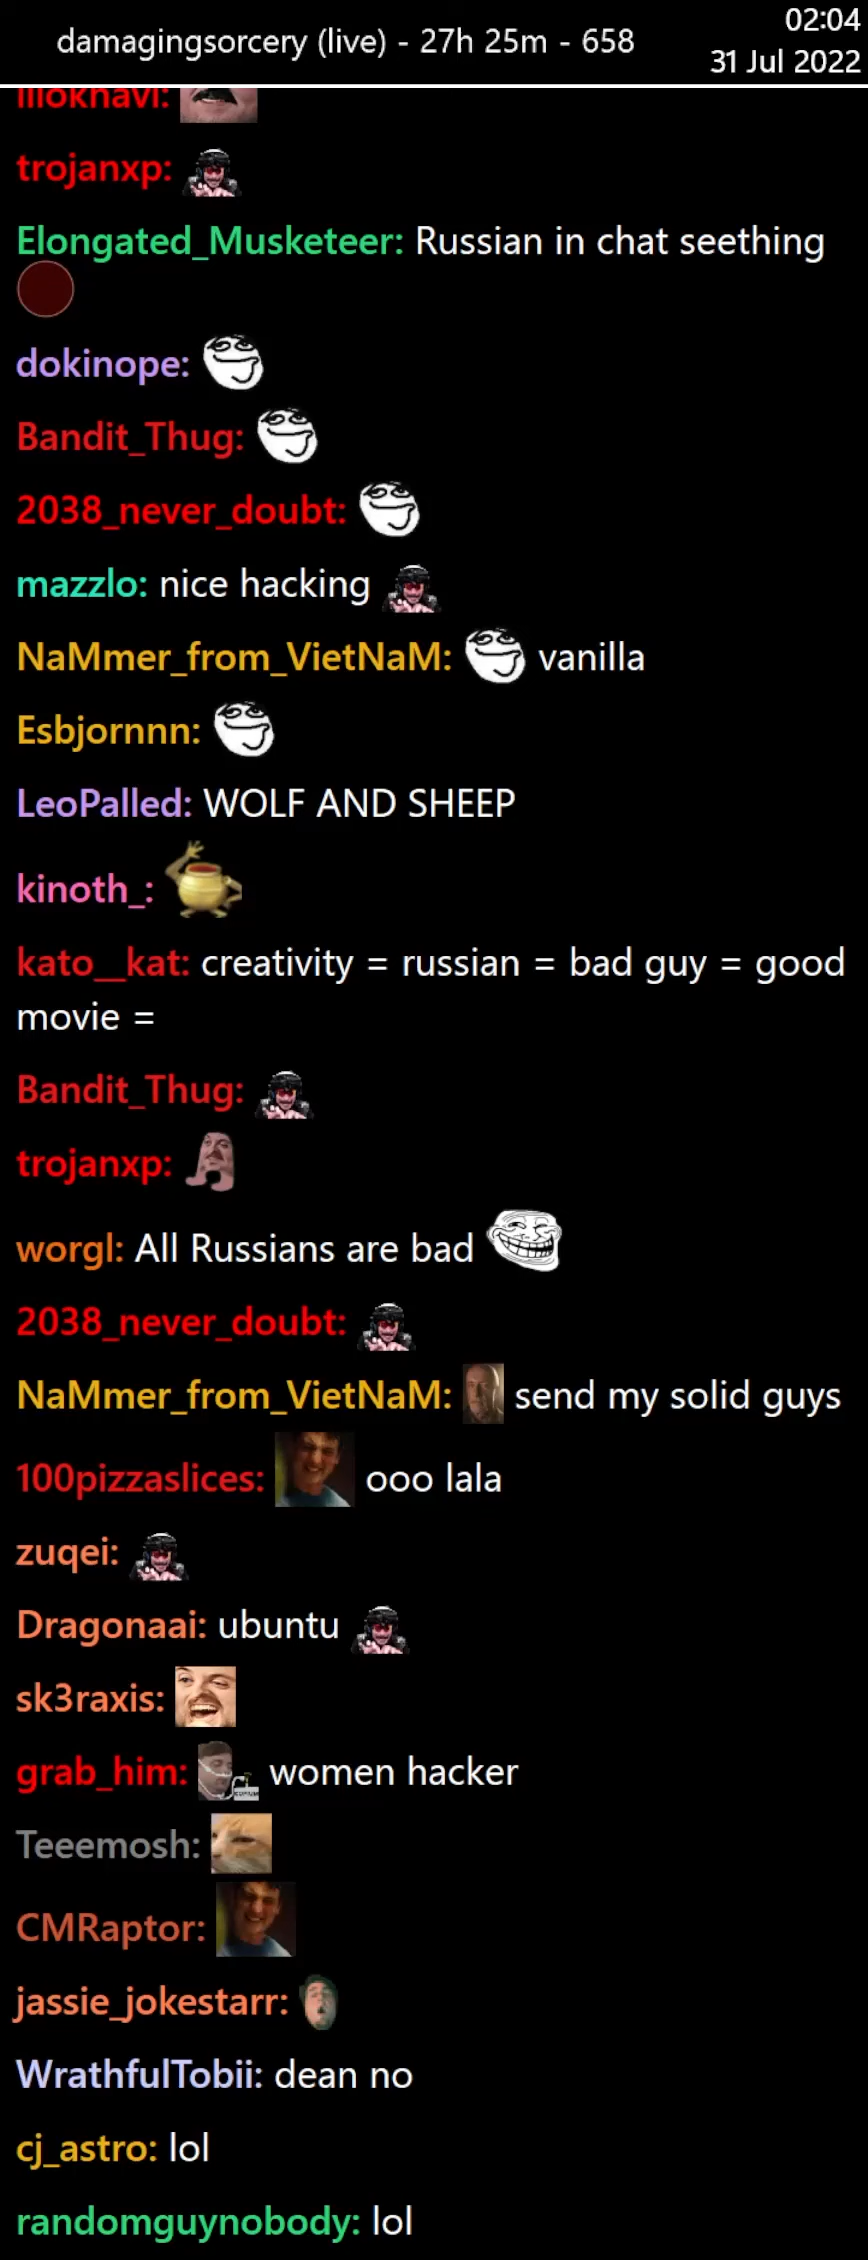 damagingsorcery (live) - 27h 25m - 658
02:04
31 Jul 2022
trojanxp:
Elongated_Musketeer: Russian in chat seething
dokinope:
Bandit_Thug:
2038_never_doubt:
mazzlo: nice hacking
NaMmer_from_VietNaM: vanilla
Esbjornnn:
LeoPalled: WOLF AND SHEEP
kinoth_:
kato__kat: creativity = russian = bad guy = good
movie =
Bandit_Thug:
trojanxp:
worgl: All Russians are bad
2038_never_doubt:
NaMmer_from_VietNaM: send my solid guys
100pizzaslices: ooo lala
zuqei:
Dragonaai: ubuntu
sk3raxis:
grab_him: women hacker
Teeemosh:
CMRaptor:
jassie_jokestarr:
WrathfulTobii: dean no
cj_astro: lol
randomguynobody: lol